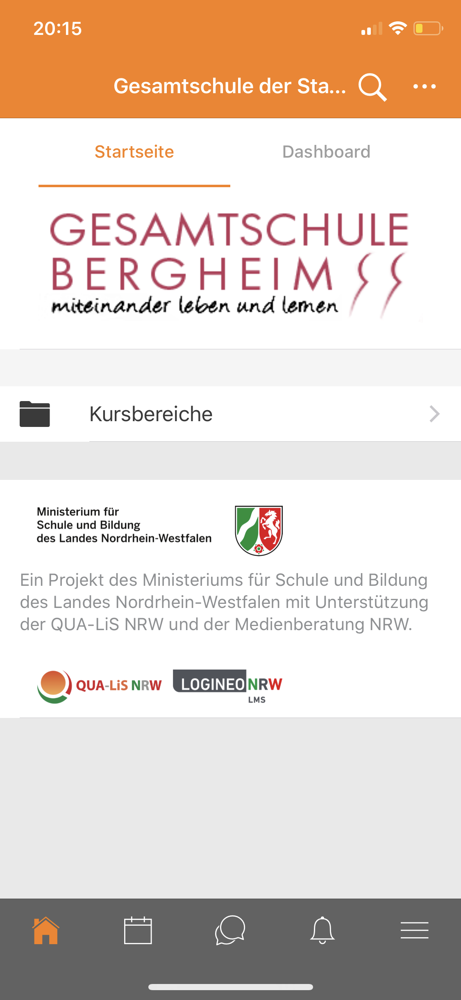 20:15
Gesamtschule der Sta...
Startseite
Dashboard
GESAMTSCHULE
BERGHEIM
miteinander leben und lernen
Kursbereiche
Ministerium für
Schule und Bildung
des Landes Nordrhein-Westfalen
Ein Projekt des Ministeriums für Schule und Bildung
des Landes Nordrhein-Westfalen mit Unterstützung
der QUA-LiS NRW und der Medienberatung NRW.
QUA-LiS NRW
LOGINEO NRW
LMS